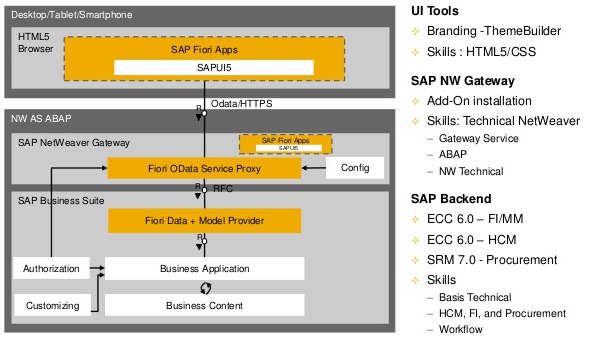 Desktop/Tablet/Smartphone
HTML5
Browser
SAP Fiori Apps
SAPUI5
R
Odata/HTTPS
NW AS ABAP
SAP NetWeaver Gateway
SAP Fiori Apps
SAPUI5
Fiori OData Service Proxy
Config
R
RFC
SAP Business Suite
Fiori Data + Model Provider
R
Authorization
Business Application
Customizing
Business Content
UI Tools
Branding -ThemeBuilder
Skills : HTML5/CSS
SAP NW Gateway
Add-On installation
Skills: Technical NetWeaver
– Gateway Service
– ABAP
– NW Technical
SAP Backend
ECC 6.0 – FI/MM
ECC 6.0 – HCM
SRM 7.0 - Procurement
Skills
– Basis Technical
– HCM, FI, and Procurement
– Workflow